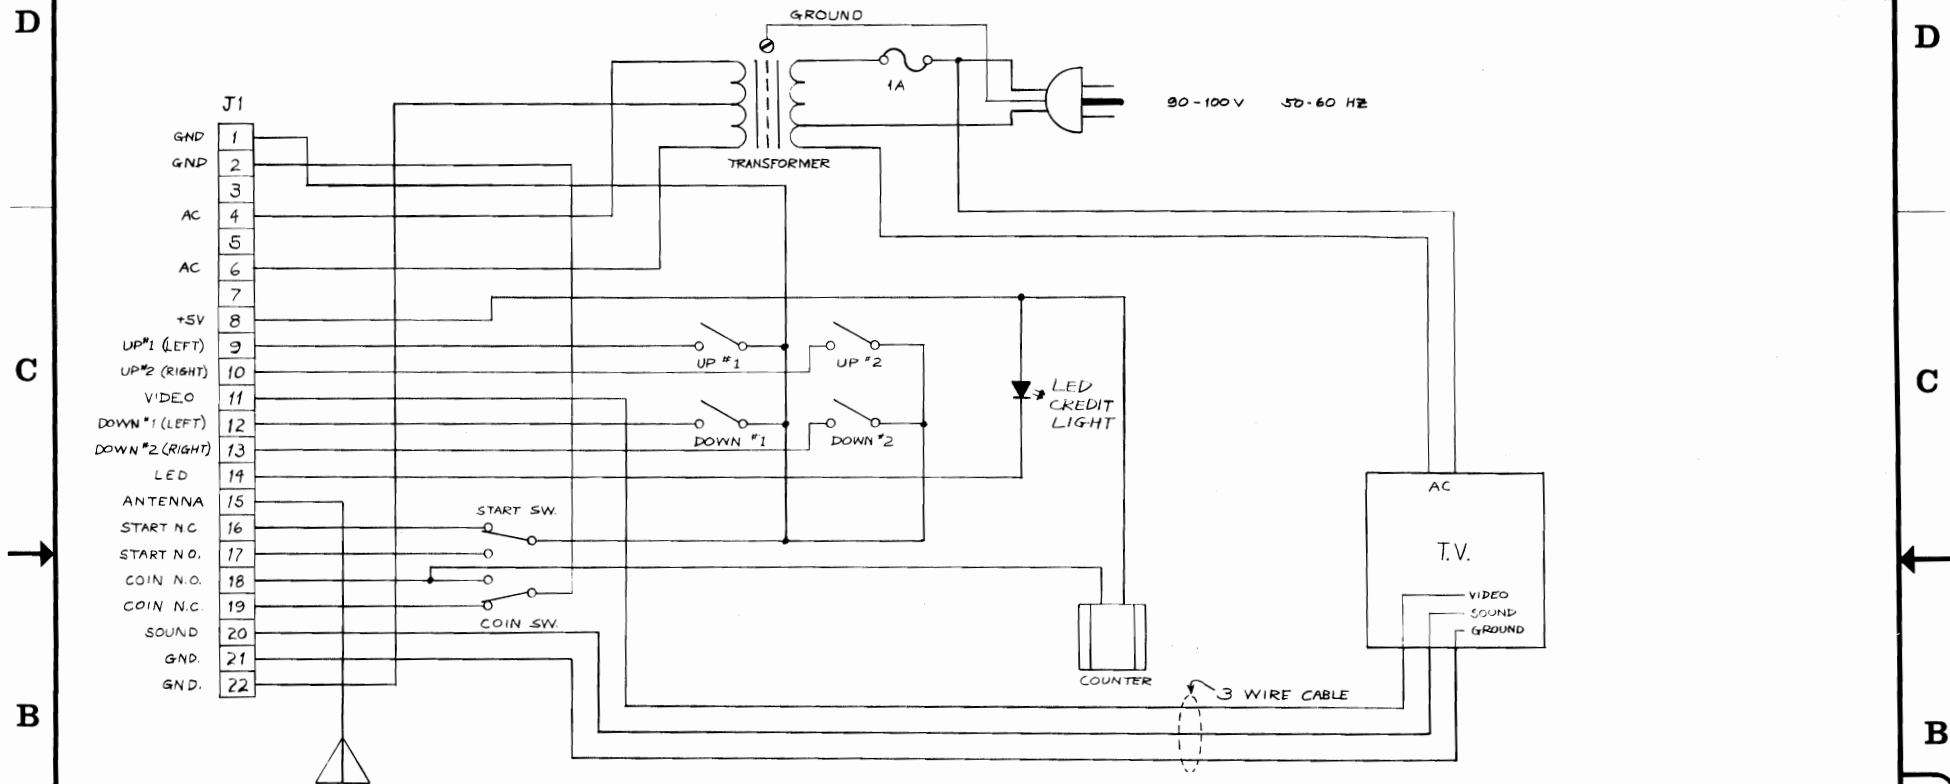 D
D
GROUND
1A
90-100V 50-60 HZ
TRANSFORMER
J1
GND 1
GND 2
3
AC 4
5
AC 6
7
+5V 8
UP#1 (LEFT) 9
UP#2 (RIGHT) 10
VIDEO 11
DOWN #1 (LEFT) 12
DOWN #2 (RIGHT) 13
LED 14
ANTENNA 15
START N.C 16
START N.O. 17
COIN N.O. 18
COIN N.C. 19
SOUND 20
GND. 21
GND. 22
UP #1
UP #2
DOWN #1
DOWN #2
C
C
LED
CREDIT
LIGHT
START SW.
COIN SW.
AC
T.V.
VIDEO
SOUND
GROUND
COUNTER
3 WIRE CABLE
B
B